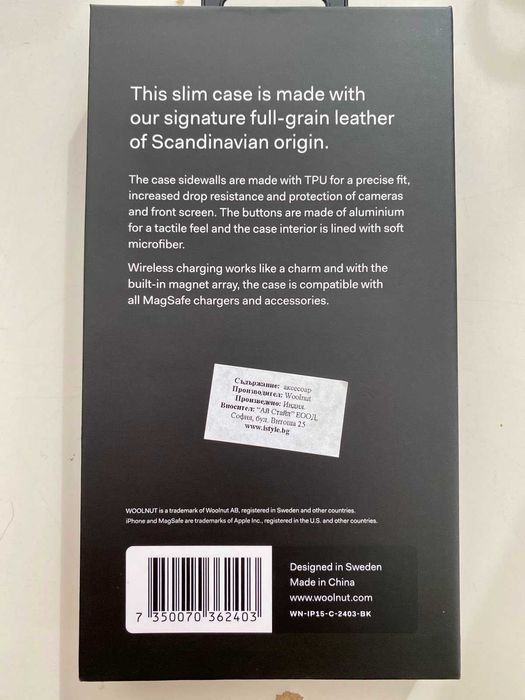 This slim case is made with
our signature full-grain leather
of Scandinavian origin.
The case sidewalls are made with TPU for a precise fit,
increased drop resistance and protection of cameras
and front screen. The buttons are made of aluminium
for a tactile feel and the case interior is lined with soft
microfiber.
Wireless charging works like a charm and with the
built-in magnet array, the case is compatible with
all MagSafe chargers and accessories.
Съдържание: аксесоар
Производител: Woolnut
Произведено: Индия.
Вносител: "Ай Стайл" ЕООД,
София, бул. Витоша 25
www.istyle.bg
WOOLNUT is a trademark of Woolnut AB, registered in Sweden and other countries.
iPhone and MagSafe are trademarks of Apple Inc., registered in the U.S. and other countries.
7 350070 362403
Designed in Sweden
Made in China
www.woolnut.com
WN-IP15-C-2403-BK